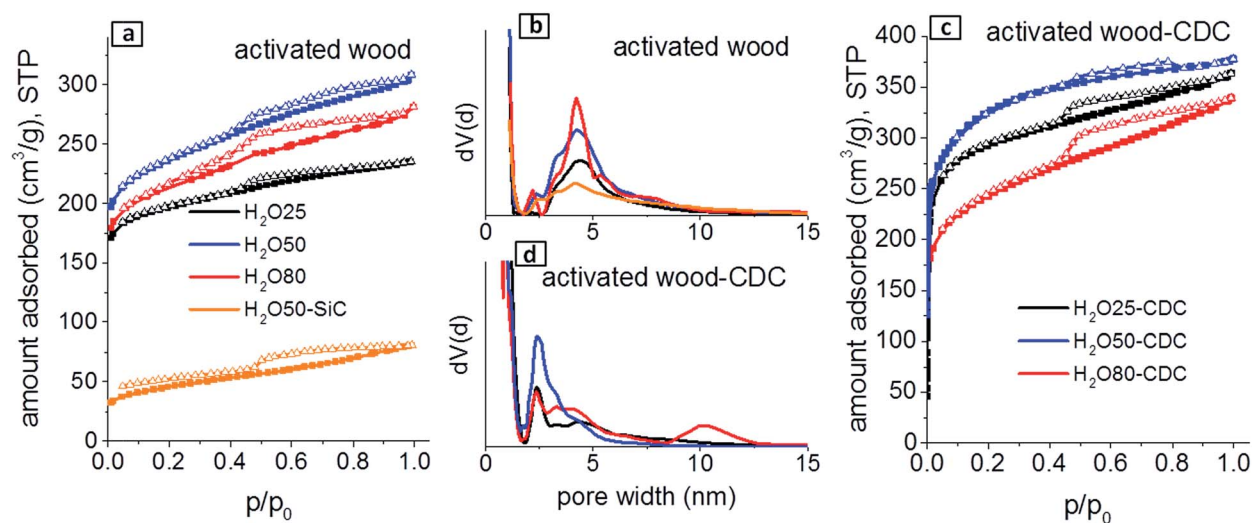 a
activated wood
amount adsorbed (cm³/g), STP
300
250
200
150
100
50
0
H₂O25
H₂O50
H₂O80
H₂O50-SiC
0.0 0.2 0.4 0.6 0.8 1.0
p/p₀
b
activated wood
dV(d)
0 5 10 15
d
activated wood-CDC
dV(d)
0 5 10 15
pore width (nm)
c
activated wood-CDC
amount adsorbed (cm³/g), STP
400
350
300
250
200
150
100
50
0
H₂O25-CDC
H₂O50-CDC
H₂O80-CDC
0.0 0.2 0.4 0.6 0.8 1.0
p/p₀